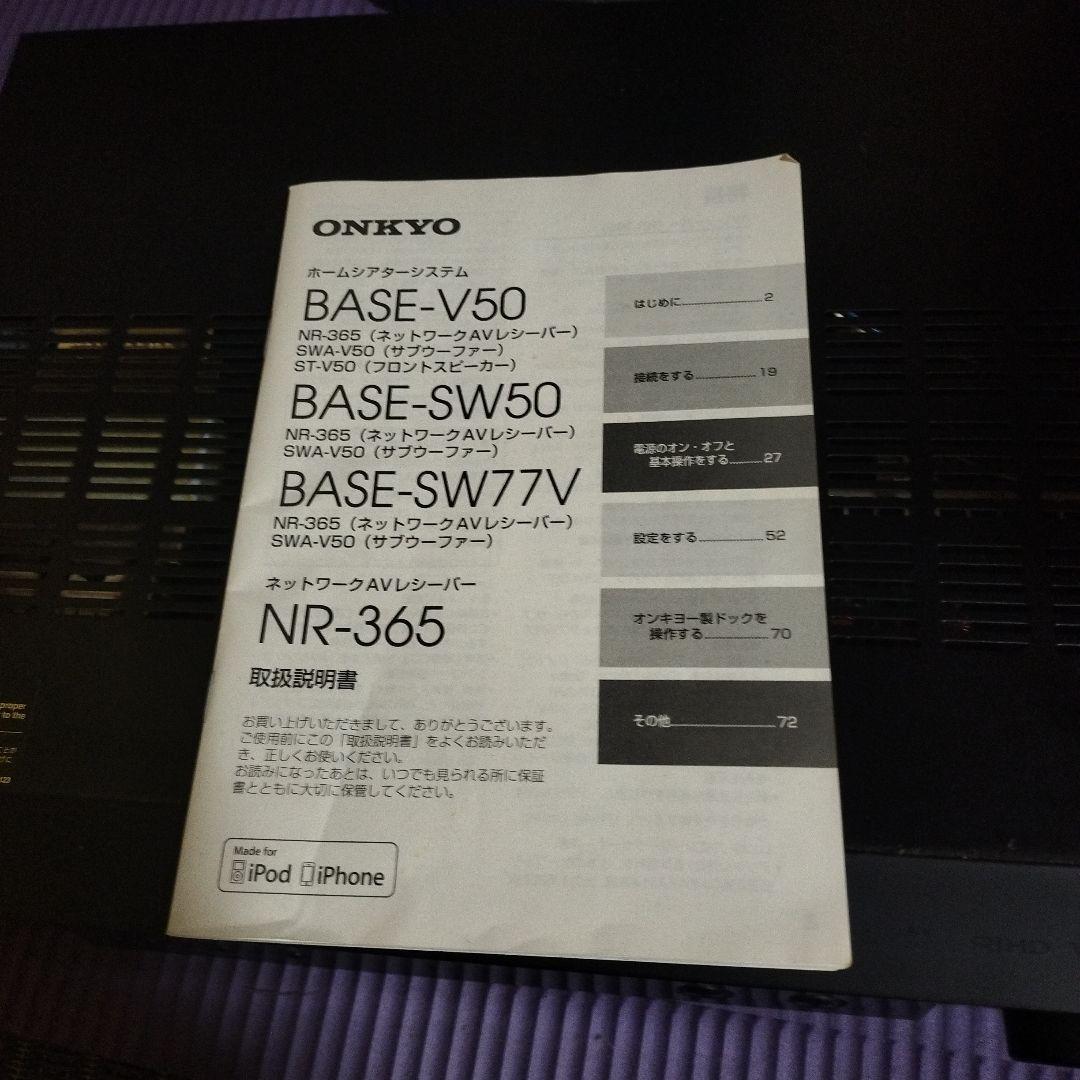 ONKYO
ホームシアターシステム
BASE-V50
NR-365（ネットワークAVレシーバー）
SWA-V50（サブウーファー）
ST-V50（フロントスピーカー）
BASE-SW50
NR-365（ネットワークAVレシーバー）
SWA-V50（サブウーファー）
BASE-SW77V
NR-365（ネットワークAVレシーバー）
SWA-V50（サブウーファー）
ネットワークAVレシーバー
NR-365
取扱説明書
お買い上げいただきまして、ありがとうございます。
ご使用前にこの「取扱説明書」をよくお読みいただ
き、正しくお使いください。
お読みになったあとは、いつでも見られる所に保証
書とともに大切に保管してください。
Made for
iPod iPhone
はじめに 2
接続をする 19
電源のオン・オフと
基本操作をする 27
設定をする 52
オンキヨー製ドックを
操作する 70
その他 72
proper
to the